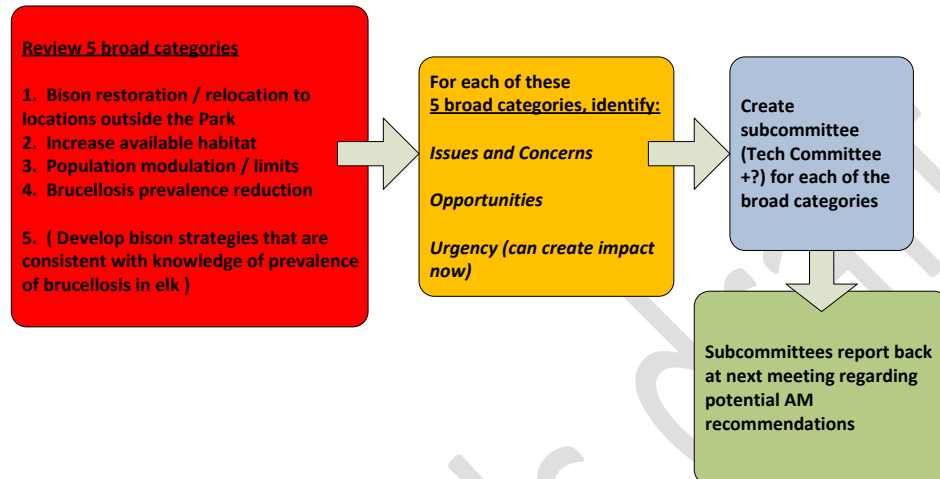 Review 5 broad categories
1. Bison restoration / relocation to
locations outside the Park
2. Increase available habitat
3. Population modulation / limits
4. Brucellosis prevalence reduction
5. ( Develop bison strategies that are
consistent with knowledge of prevalence
of brucellosis in elk )
For each of these
5 broad categories, identify:
Issues and Concerns
Opportunities
Urgency (can create impact
now)
Create
subcommittee
(Tech Committee
+?) for each of the
broad categories
Subcommittees report back
at next meeting regarding
potential AM
recommendations